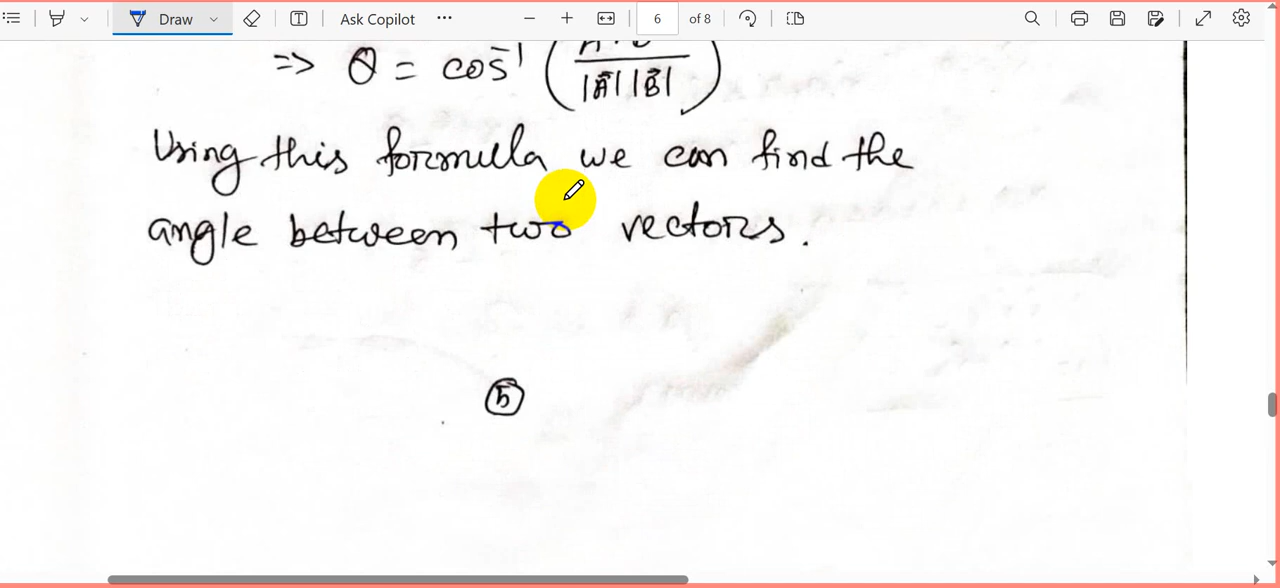 Draw
Ask Copilot
6 of 8
=> θ = cos⁻¹ (A⃗ · / |A⃗| |B⃗|)
Using this formula we can find the
angle between two vectors.
5